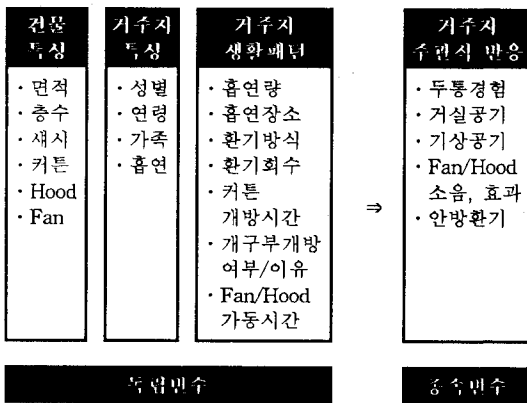 건물
특징
· 면적
· 층수
· 섀시
· 커튼
· Hood
· Fan
거주자
특징
· 성별
· 연령
· 가족
· 흡연
거주자
생활패턴
· 흡연량
· 흡연장소
· 환기방식
· 환기회수
· 커튼
개방시간
· 개구부개방
여부/이유
· Fan/Hood
가동시간
⇒
거주자
주관식 반응
· 두통경험
· 거실공기
· 기상공기
· Fan/Hood
소음, 효과
· 안방환기
독립변수
종속변수